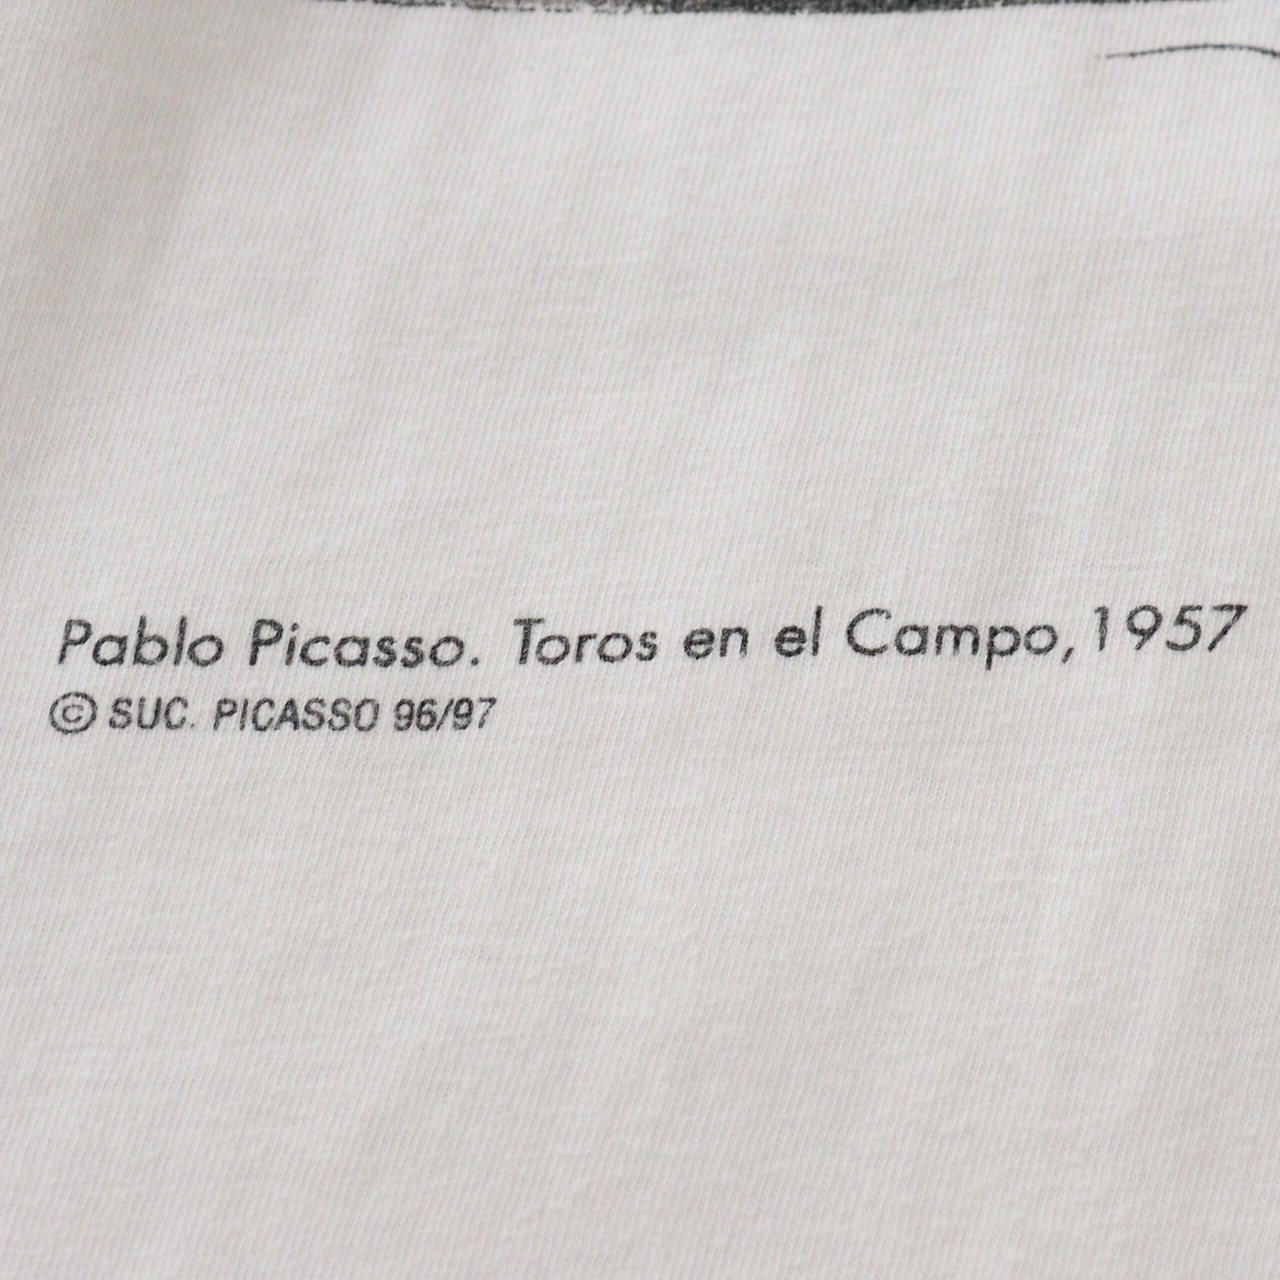 Pablo Picasso. Toros en el Campo, 1957
© SUC. PICASSO 96/97